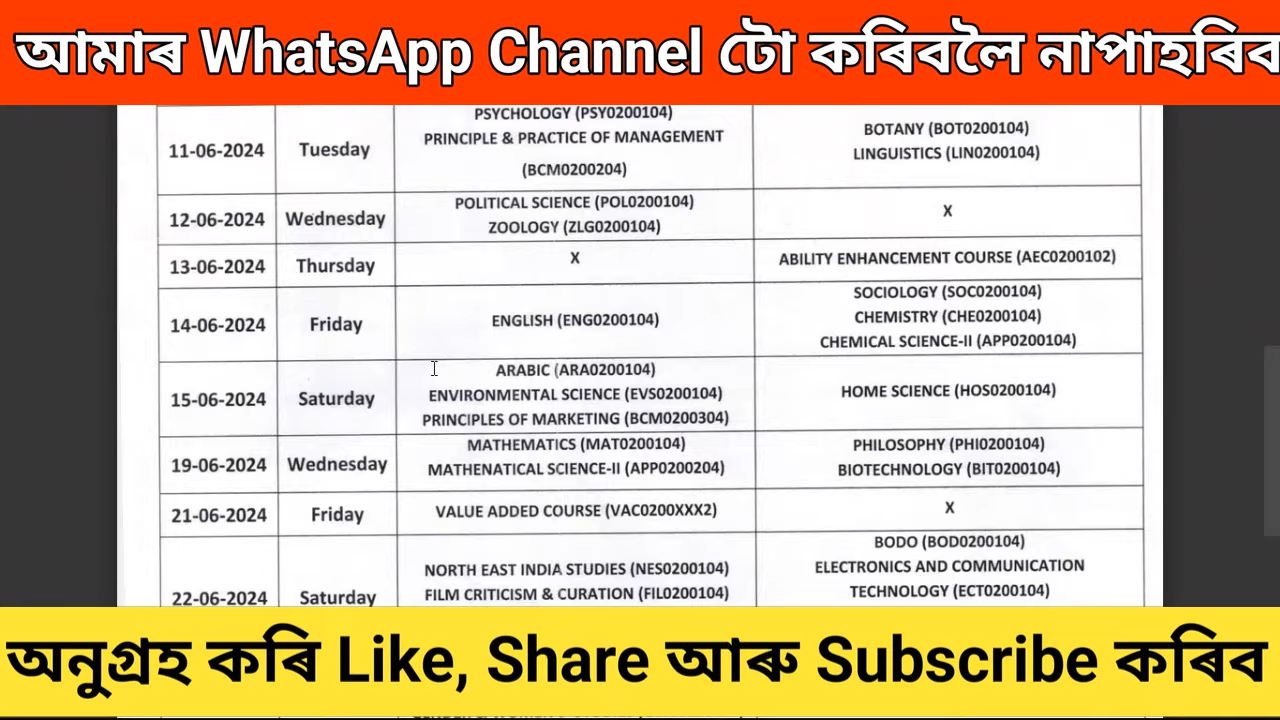 আমাৰ WhatsApp Channel টো কৰিবলৈ নাপাহৰিব
PSYCHOLOGY (PSY0200104)
PRINCIPLE & PRACTICE OF MANAGEMENT
(BCM0200204)
BOTANY (BOT0200104)
LINGUISTICS (LIN0200104)
11-06-2024 Tuesday
POLITICAL SCIENCE (POL0200104)
ZOOLOGY (ZLG0200104)
X
12-06-2024 Wednesday
13-06-2024 Thursday
X
ABILITY ENHANCEMENT COURSE (AEC0200102)
14-06-2024 Friday
ENGLISH (ENG0200104)
SOCIOLOGY (SOC0200104)
CHEMISTRY (CHE0200104)
CHEMICAL SCIENCE-II (APP0200104)
15-06-2024 Saturday
ARABIC (ARA0200104)
ENVIRONMENTAL SCIENCE (EVS0200104)
PRINCIPLES OF MARKETING (BCM0200304)
HOME SCIENCE (HOS0200104)
19-06-2024 Wednesday
MATHEMATICS (MAT0200104)
MATHENATICAL SCIENCE-II (APP0200204)
PHILOSOPHY (PHI0200104)
BIOTECHNOLOGY (BIT0200104)
21-06-2024 Friday
VALUE ADDED COURSE (VAC0200XXX2)
X
22-06-2024 Saturday
NORTH EAST INDIA STUDIES (NES0200104)
FILM CRITICISM & CURATION (FIL0200104)
BODO (BOD0200104)
ELECTRONICS AND COMMUNICATION
TECHNOLOGY (ECT0200104)
অনুগ্ৰহ কৰি Like, Share আৰু Subscribe কৰিব